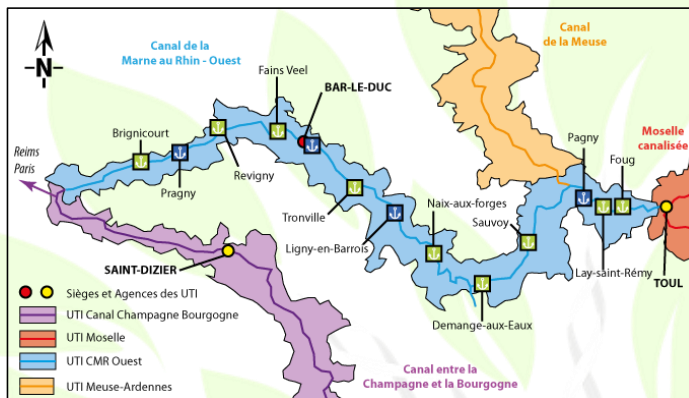 Canal de la
Marne au Rhin - Ouest
Canal
de la Meuse
N
Fains Veel
BAR-LE-DUC
Brignicourt
Pragny
Revigny
Pagny
Moselle
canalisée
Foug
Reims
Paris
Tronville
Naix-aux-forges
Sauvoy
Ligny-en-Barrois
Lay-saint-Rémy
TOUL
SAINT-DIZIER
Demange-aux-Eaux
Sièges et Agences des UTI
UTI Canal Champagne Bourgogne
UTI Moselle
UTI CMR Ouest
UTI Meuse-Ardennes
Canal entre la
Champagne et la Bourgogne